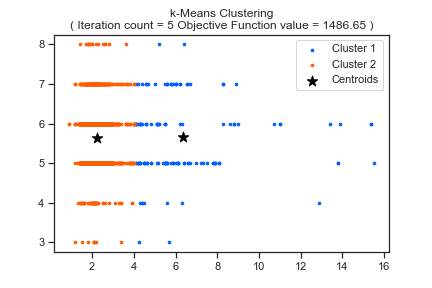 k-Means Clustering
( Iteration count = 5 Objective Function value = 1486.65 )
Cluster 1
Cluster 2
Centroids
8
7
6
5
4
3
2 4 6 8 10 12 14 16